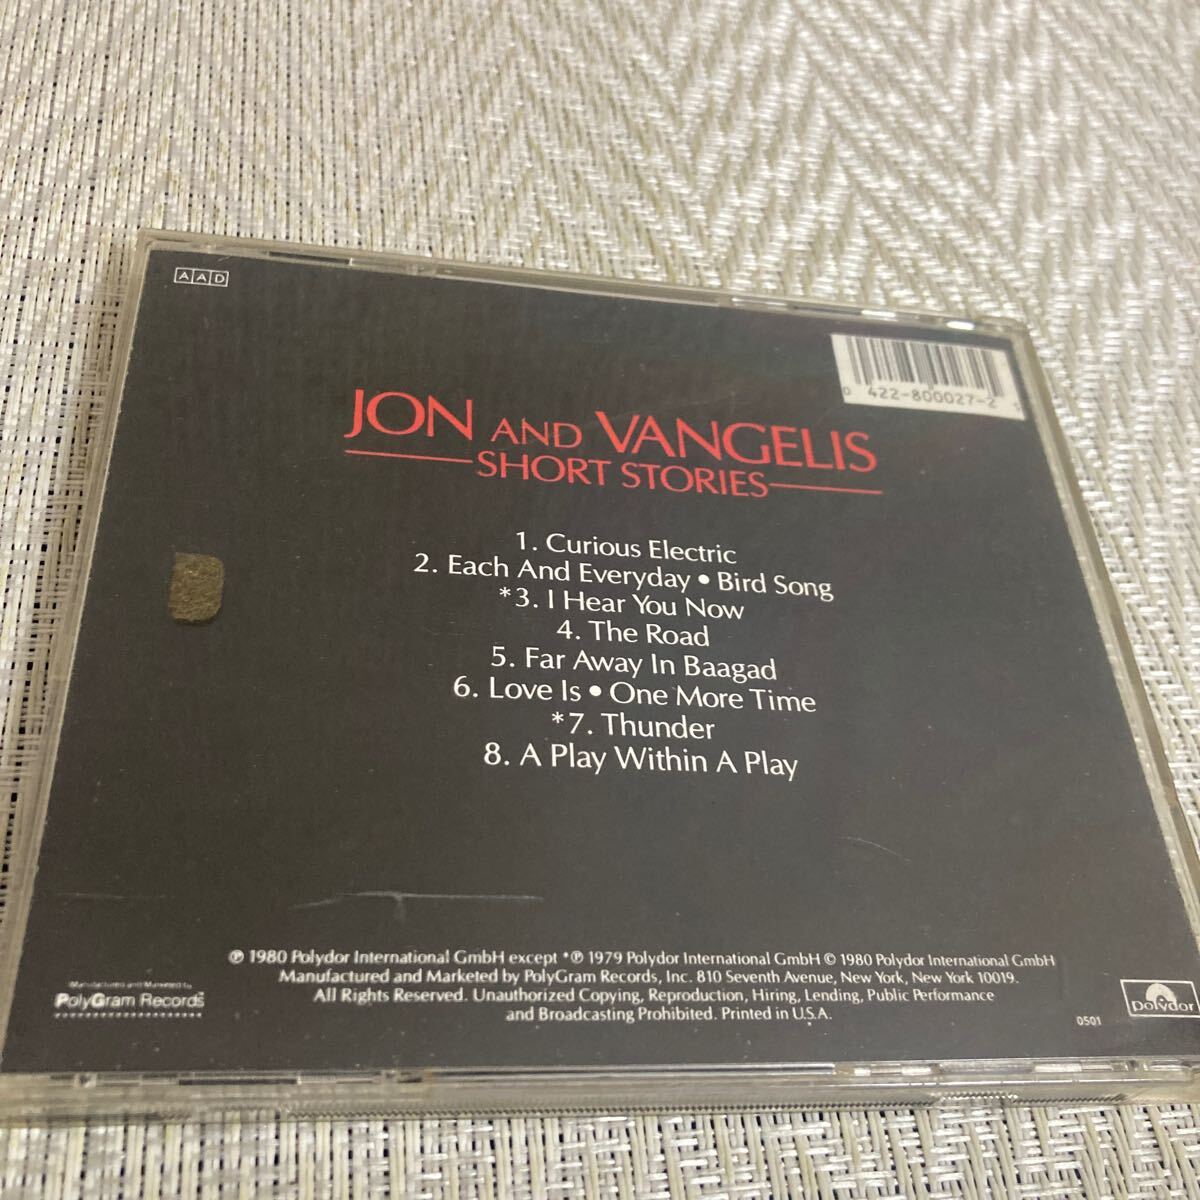 AAD
0 422-800027-2
JON AND VANGELIS
SHORT STORIES
1. Curious Electric
2. Each And Everyday • Bird Song
*3. I Hear You Now
4. The Road
5. Far Away In Baagad
6. Love Is • One More Time
*7. Thunder
8. A Play Within A Play
℗ 1980 Polydor International GmbH except *℗ 1979 Polydor International GmbH © 1980 Polydor International GmbH
Manufactured and Marketed by PolyGram Records, Inc. 810 Seventh Avenue, New York, New York 10019.
All Rights Reserved. Unauthorized Copying, Reproduction, Hiring, Lending, Public Performance
and Broadcasting Prohibited. Printed in U.S.A.
Manufactured and Marketed by
PolyGram Records
Polydor
0501